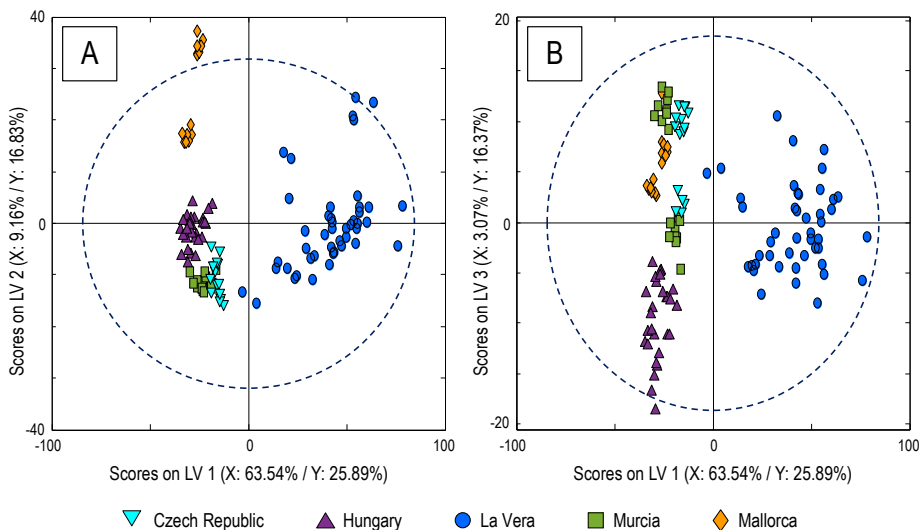 A
40
0
-40
-100
0
100
Scores on LV 2 (X: 9.16% / Y: 16.83%)
Scores on LV 1 (X: 63.54% / Y: 25.89%)
B
20
0
-20
-100
0
100
Scores on LV 3 (X: 3.07% / Y: 16.37%)
Scores on LV 1 (X: 63.54% / Y: 25.89%)
Czech Republic
Hungary
La Vera
Murcia
Mallorca